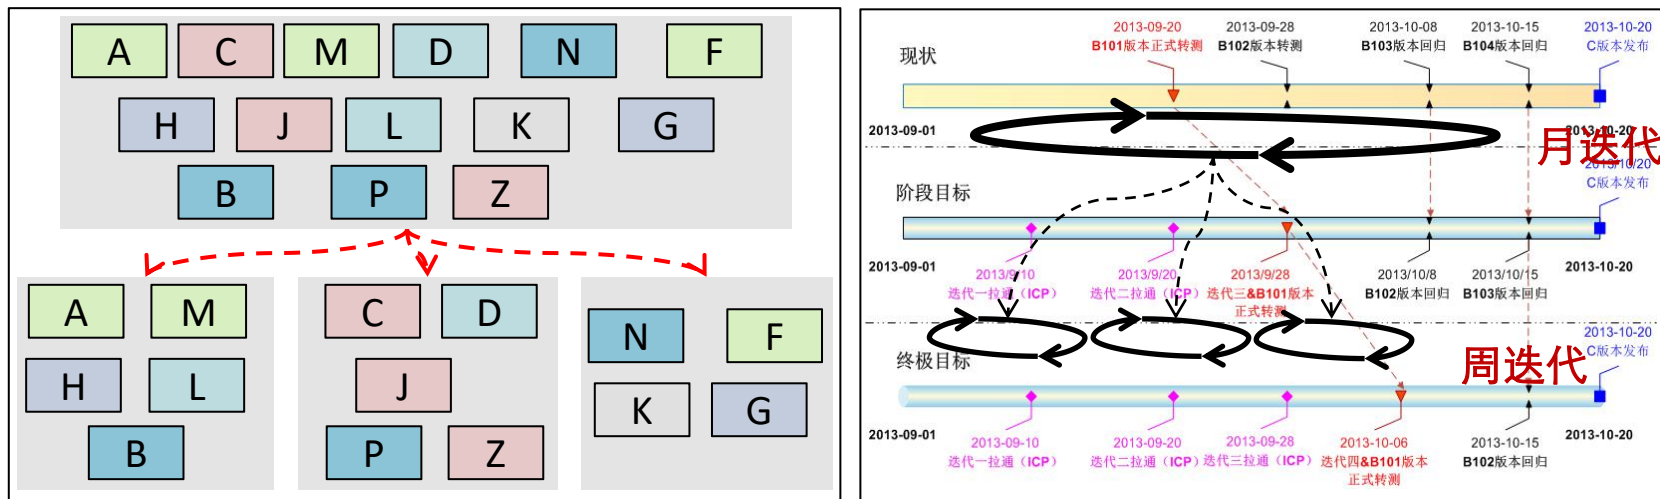 A C M D N F
H J L K G
B P Z
A M
H L
B
C D
J
P Z
N F
K G
现状
2013-09-20
B101版本正式转测
2013-09-28
B102版本转测
2013-10-08
B103版本回归
2013-10-15
B104版本回归
2013-10-20
C版本发布
2013-09-01
2013-10-20
月迭代
阶段目标
2013/10/20
C版本发布
2013-09-01
2013/9/10
迭代一拉通（ICP）
2013/9/20
迭代二拉通（ICP）
2013/9/28
迭代三&B101版本
正式转测
2013/10/8
B102版本回归
2013/10/15
B103版本回归
2013-10-20
终极目标
周迭代
2013-10-20
C版本发布
2013-09-01
2013-09-10
迭代一拉通（ICP）
2013-09-20
迭代二拉通（ICP）
2013-09-28
迭代三拉通（ICP）
2013-10-06
迭代四&B101版本
正式转测
2013-10-15
B102版本回归
2013-10-20